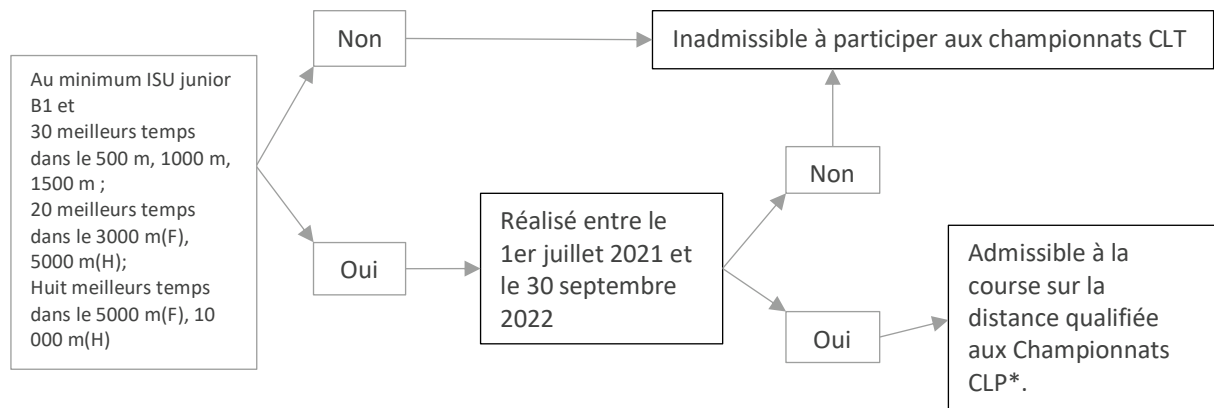 Non
Inadmissible à participer aux championnats CLT
Au minimum ISU junior
B1 et
30 meilleurs temps
dans le 500 m, 1000 m,
1500 m ;
20 meilleurs temps
dans le 3000 m(F),
5000 m(H);
Huit meilleurs temps
dans le 5000 m(F), 10
000 m(H)
Oui
Réalisé entre le
1er juillet 2021 et
le 30 septembre
2022
Non
Oui
Admissible à la
course sur la
distance qualifiée
aux Championnats
CLP*.